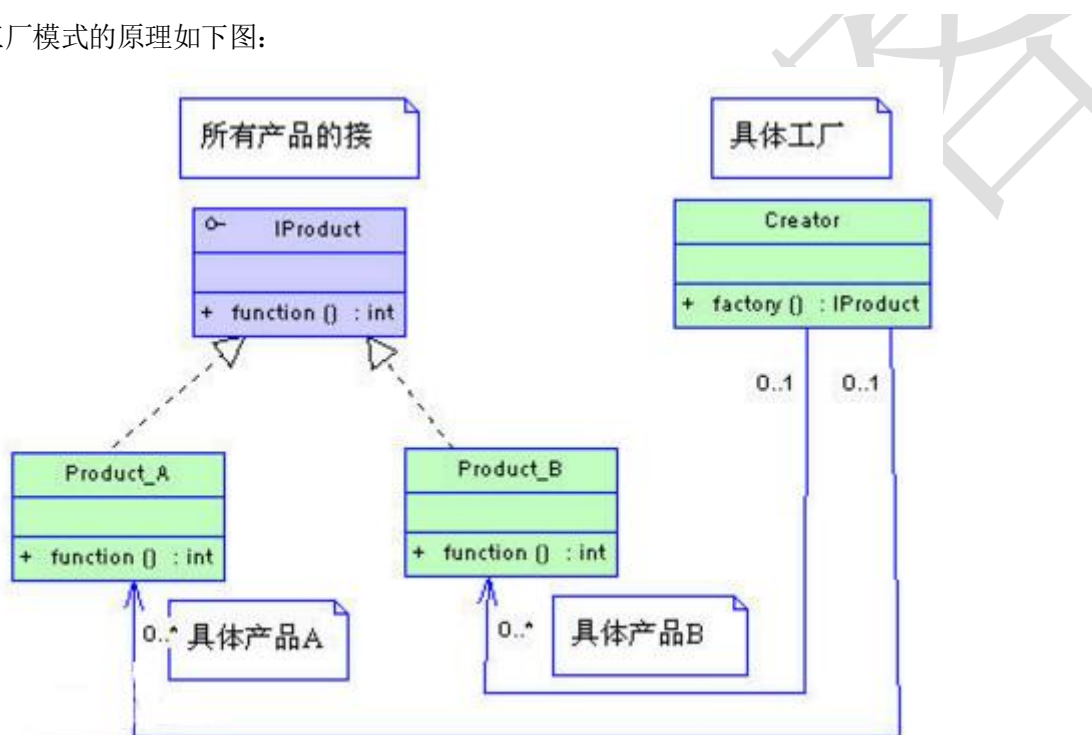 厂模式的原理如下图：
所有产品的接
具体工厂
IProduct
+ function () : int
Creator
+ factory () : IProduct
0..1
0..1
Product_A
+ function () : int
Product_B
+ function () : int
0..*
具体产品A
0..*
具体产品B